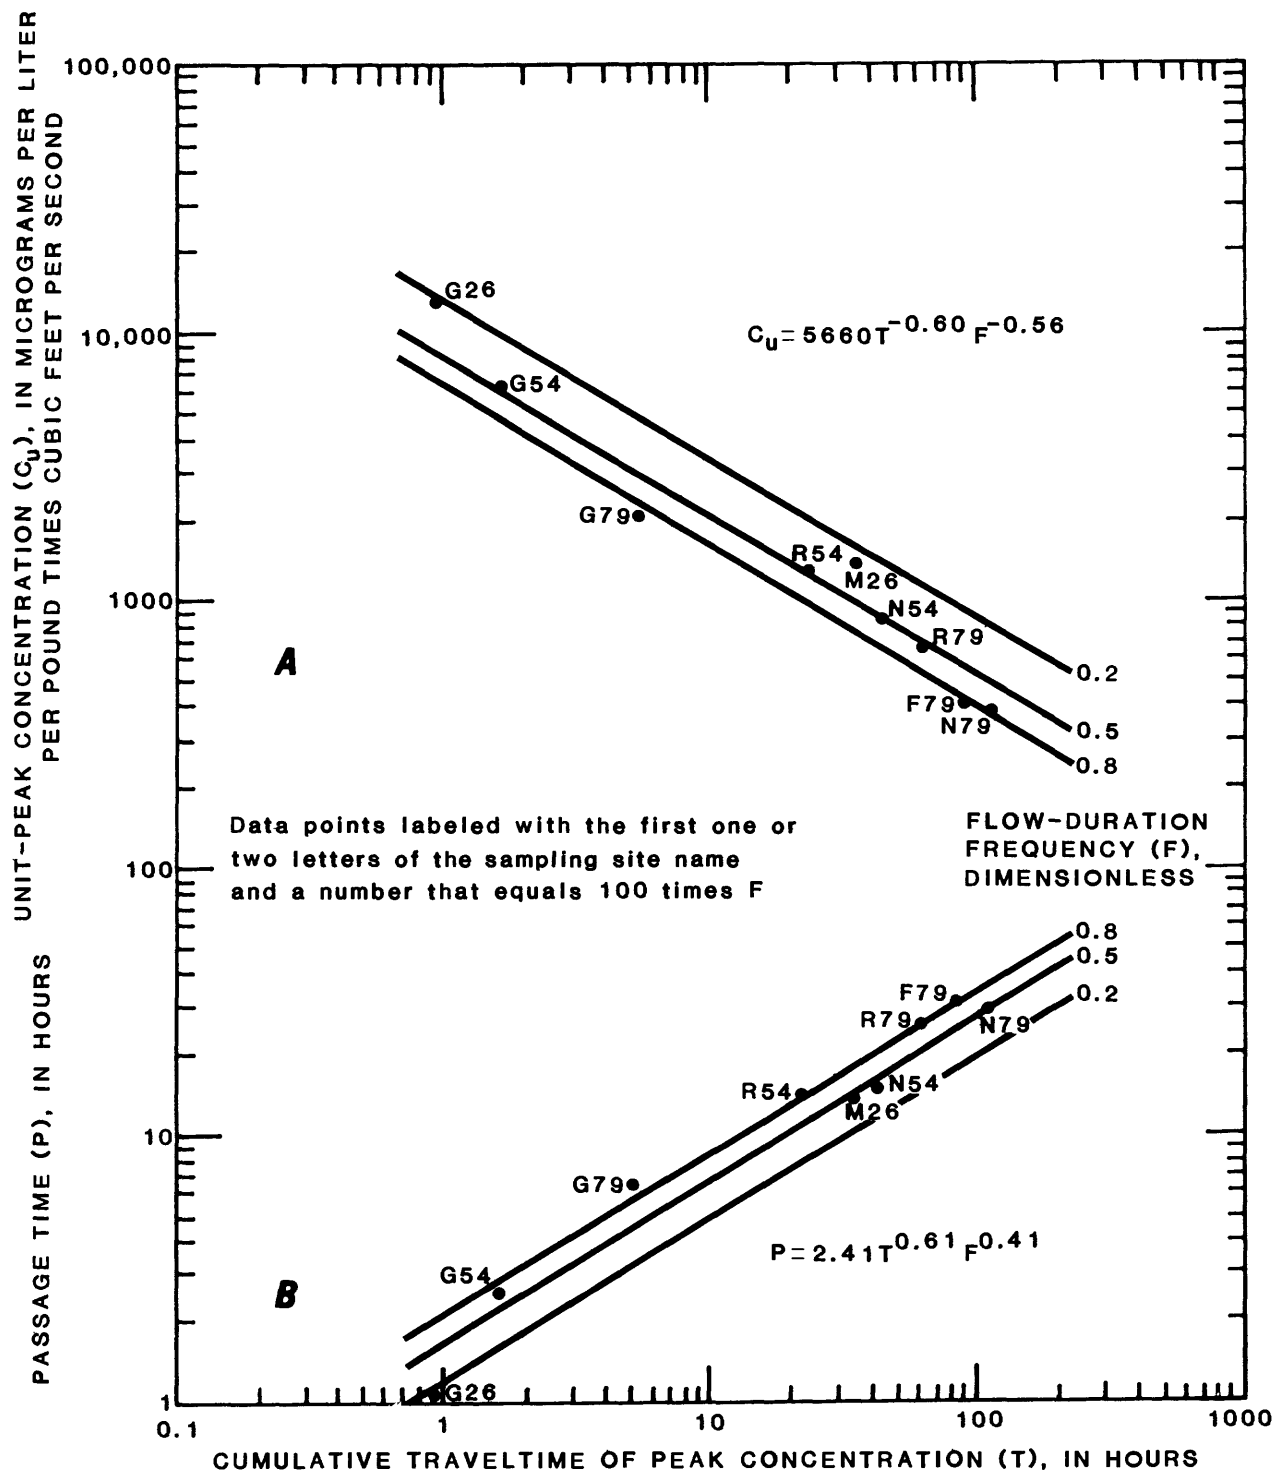 UNIT-PEAK CONCENTRATION (Cu), IN MICROGRAMS PER LITER
PER POUND TIMES CUBIC FEET PER SECOND
100,000
10,000
1000
100
G26
Cu=5660T-0.60 F-0.56
G54
G79
R54
M26
N54
R79
F79
N79
0.2
0.5
0.8
A
Data points labeled with the first one or
two letters of the sampling site name
and a number that equals 100 times F
FLOW-DURATION
FREQUENCY (F),
DIMENSIONLESS
PASSAGE TIME (P), IN HOURS
10
1
0.8
0.5
0.2
F79
R79
N79
R54
N54
M26
G79
P=2.41T0.61 F0.41
G54
B
G26
0.1
1
10
100
1000
CUMULATIVE TRAVELTIME OF PEAK CONCENTRATION (T), IN HOURS